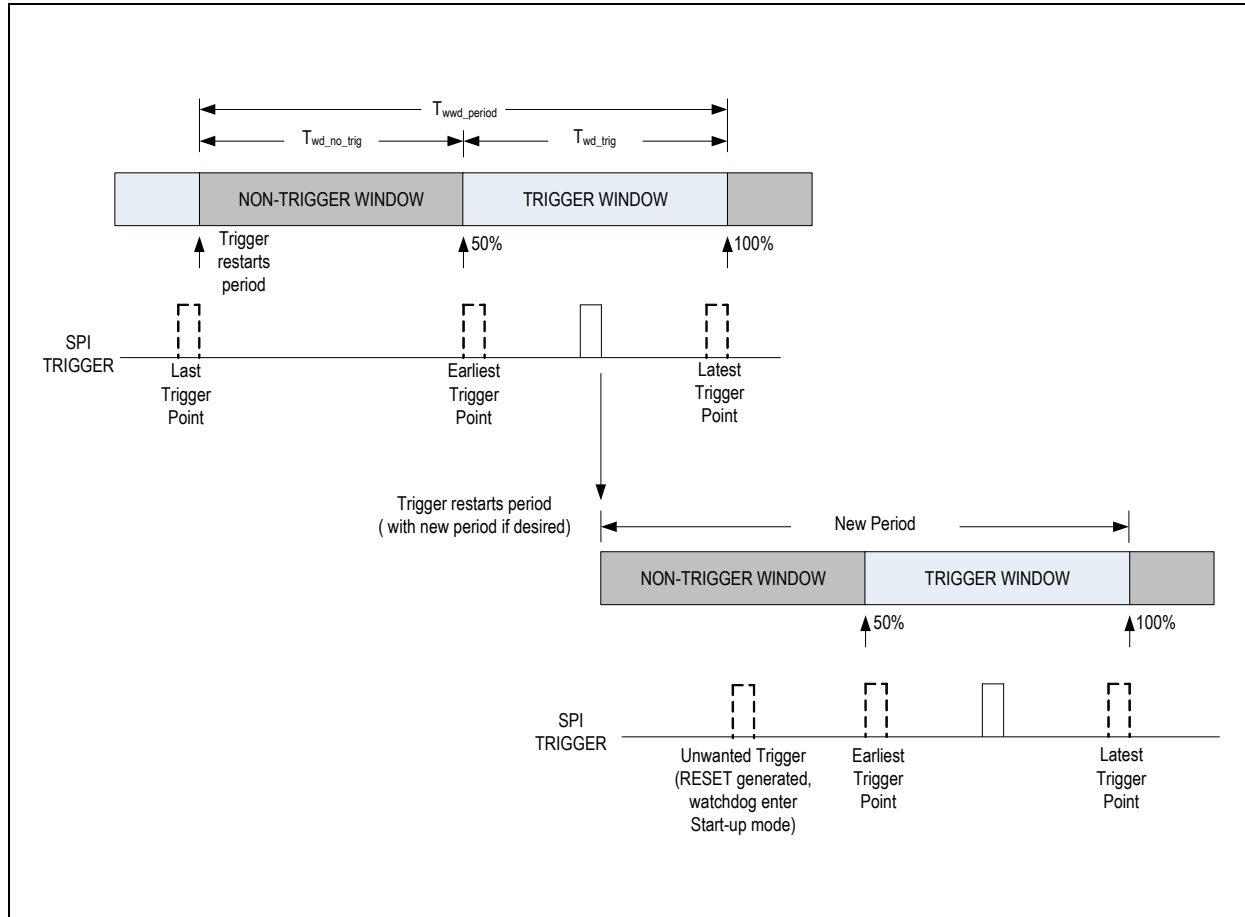 Twwd_period
Twd_no_trig
Twd_trig
NON-TRIGGER WINDOW
TRIGGER WINDOW
Trigger
restarts
period
50%
100%
SPI
TRIGGER
Last
Trigger
Point
Earliest
Trigger
Point
Latest
Trigger
Point
Trigger restarts period
( with new period if desired)
New Period
NON-TRIGGER WINDOW
TRIGGER WINDOW
50%
100%
SPI
TRIGGER
Unwanted Trigger
(RESET generated,
watchdog enter
Start-up mode)
Earliest
Trigger
Point
Latest
Trigger
Point